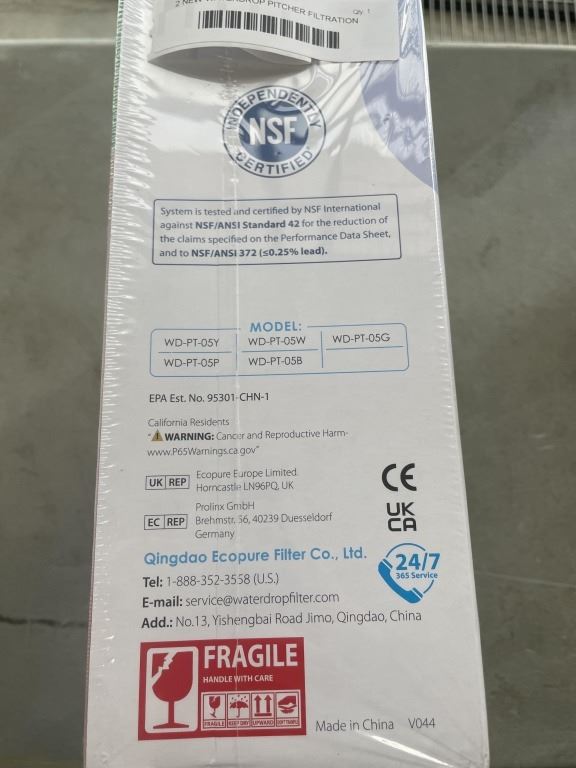 2 NEW WATERDROP PITCHER FILTRATION
Qty: 1
INDEPENDENTLY
NSF
CERTIFIED
System is tested and certified by NSF International
against NSF/ANSI Standard 42 for the reduction of
the claims specified on the Performance Data Sheet,
and to NSF/ANSI 372 (≤0.25% lead).
MODEL:
WD-PT-05Y WD-PT-05W WD-PT-05G
WD-PT-05P WD-PT-05B
EPA Est. No. 95301-CHN-1
California Residents
"⚠WARNING: Cancer and Reproductive Harm-
www.P65Warnings.ca.gov"
UK REP
Ecopure Europe Limited.
Horncastle LN96PQ, UK
CE
EC REP
Prolinx GmbH
Brehmstr. 56, 40239 Duesseldorf
Germany
UK
CA
Qingdao Ecopure Filter Co., Ltd.
24/7
365 Service
Tel: 1-888-352-3558 (U.S.)
E-mail: service@waterdropfilter.com
Add.: No.13, Yishengbai Road Jimo, Qingdao, China
FRAGILE
HANDLE WITH CARE
FRAGILE KEEP DRY UPWARD DON'T TRAMPLE
Made in China V044